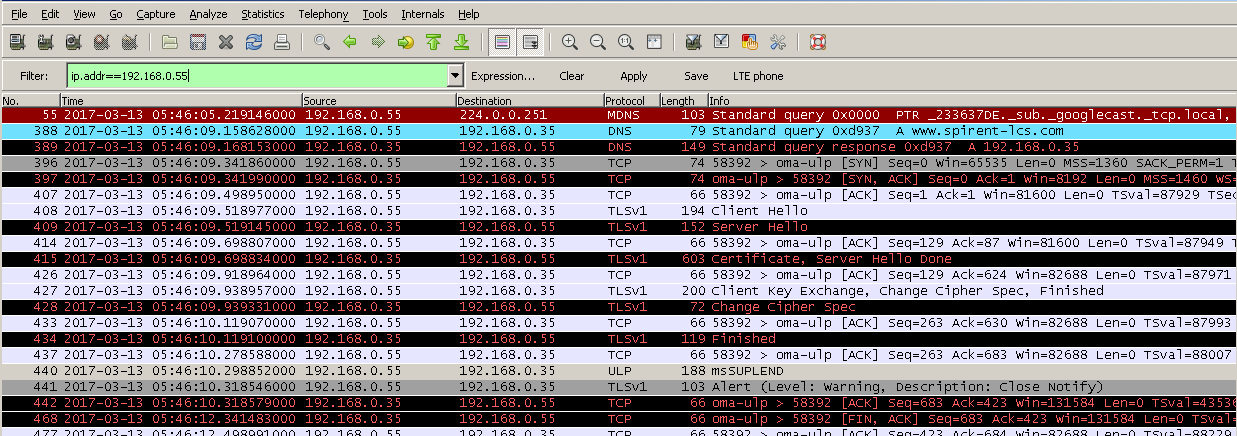 File Edit View Go Capture Analyze Statistics Telephony Tools Internals Help
Filter: ip.addr==192.168.0.55 Expression... Clear Apply Save LTE phone
No. Time Source Destination Protocol Length Info
55 2017-03-13 05:46:05.219146000 192.168.0.55 224.0.0.251 MDNS 103 Standard query 0x0000 PTR _233637DE._sub._googlecast._tcp.local,
388 2017-03-13 05:46:09.158628000 192.168.0.55 192.168.0.35 DNS 79 Standard query 0xd937 A www.spirent-lcs.com
389 2017-03-13 05:46:09.168153000 192.168.0.55 192.168.0.35 DNS 149 Standard query response 0xd937 A 192.168.0.35
396 2017-03-13 05:46:09.341860000 192.168.0.55 192.168.0.35 TCP 74 58392 > oma-ulp [SYN] Seq=0 Win=65535 Len=0 MSS=1360 SACK_PERM=1 T
397 2017-03-13 05:46:09.341990000 192.168.0.55 192.168.0.35 TCP 74 oma-ulp > 58392 [SYN, ACK] Seq=0 Ack=1 Win=8192 Len=0 MSS=1460 WS=
407 2017-03-13 05:46:09.498950000 192.168.0.55 192.168.0.35 TCP 66 58392 > oma-ulp [ACK] Seq=1 Ack=1 Win=81600 Len=0 TSval=87929 TSec
408 2017-03-13 05:46:09.518977000 192.168.0.55 192.168.0.35 TLSv1 194 Client Hello
409 2017-03-13 05:46:09.519145000 192.168.0.55 192.168.0.35 TLSv1 152 Server Hello
414 2017-03-13 05:46:09.698807000 192.168.0.55 192.168.0.35 TCP 66 58392 > oma-ulp [ACK] Seq=129 Ack=87 Win=81600 Len=0 TSval=87949 T
415 2017-03-13 05:46:09.698834000 192.168.0.55 192.168.0.35 TLSv1 603 Certificate, Server Hello Done
426 2017-03-13 05:46:09.918964000 192.168.0.55 192.168.0.35 TCP 66 58392 > oma-ulp [ACK] Seq=129 Ack=624 Win=82688 Len=0 TSval=87971
427 2017-03-13 05:46:09.938957000 192.168.0.55 192.168.0.35 TLSv1 200 Client Key Exchange, Change Cipher Spec, Finished
428 2017-03-13 05:46:09.939331000 192.168.0.55 192.168.0.35 TLSv1 72 Change Cipher Spec
433 2017-03-13 05:46:10.119070000 192.168.0.55 192.168.0.35 TCP 66 58392 > oma-ulp [ACK] Seq=263 Ack=630 Win=82688 Len=0 TSval=87993
434 2017-03-13 05:46:10.119100000 192.168.0.55 192.168.0.35 TLSv1 119 Finished
437 2017-03-13 05:46:10.278588000 192.168.0.55 192.168.0.35 TCP 66 58392 > oma-ulp [ACK] Seq=263 Ack=683 Win=82688 Len=0 TSval=88007
440 2017-03-13 05:46:10.298852000 192.168.0.55 192.168.0.35 ULP 188 msSUPLEND
441 2017-03-13 05:46:10.318546000 192.168.0.55 192.168.0.35 TLSv1 103 Alert (Level: Warning, Description: Close Notify)
442 2017-03-13 05:46:10.318579000 192.168.0.55 192.168.0.35 TCP 66 oma-ulp > 58392 [ACK] Seq=683 Ack=423 Win=131584 Len=0 TSval=43536
468 2017-03-13 05:46:12.341483000 192.168.0.55 192.168.0.35 TCP 66 oma-ulp > 58392 [FIN, ACK] Seq=683 Ack=423 Win=131584 Len=0 TSval=
477 2017-03-13 05:46:12.498991000 192.168.0.55 192.168.0.35 TCP 66 58392 > oma-ulp [ACK] Seq=423 Ack=684 Win=82688 Len=0 TSval=88229